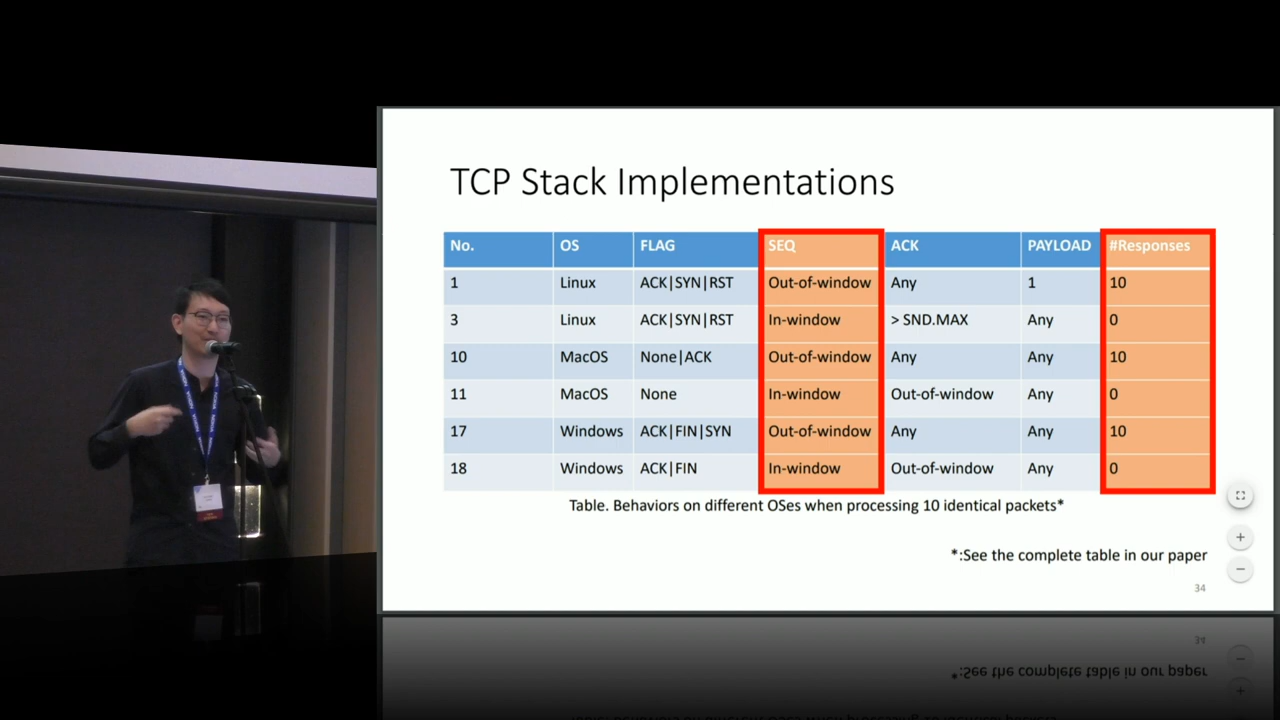 TCP Stack Implementations
No. OS FLAG SEQ ACK PAYLOAD #Responses
1 Linux ACK|SYN|RST Out-of-window Any 1 10
3 Linux ACK|SYN|RST In-window > SND.MAX Any 0
10 MacOS None|ACK Out-of-window Any Any 10
11 MacOS None In-window Out-of-window Any 0
17 Windows ACK|FIN|SYN Out-of-window Any Any 10
18 Windows ACK|FIN In-window Out-of-window Any 0
Table. Behaviors on different OSes when processing 10 identical packets*
*:See the complete table in our paper
34